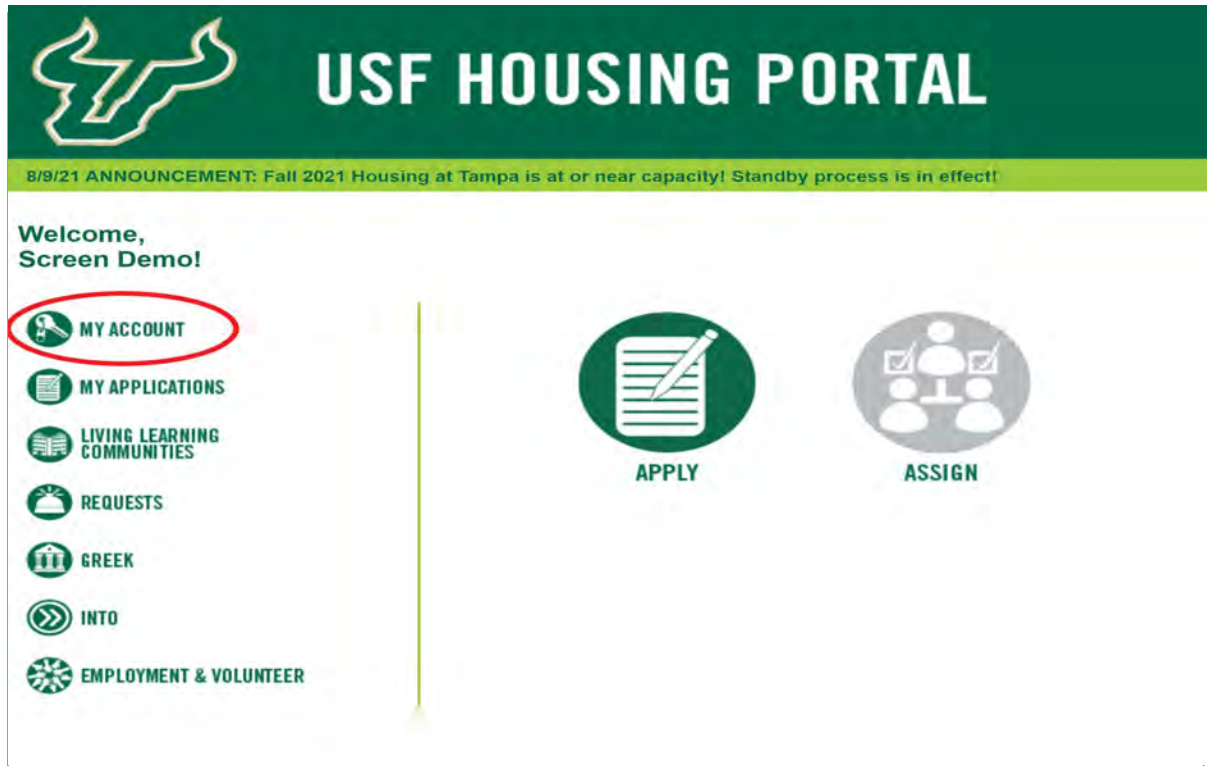 USF HOUSING PORTAL
8/9/21 ANNOUNCEMENT: Fall 2021 Housing at Tampa is at or near capacity! Standby process is in effect!
Welcome,
Screen Demo!
MY ACCOUNT
MY APPLICATIONS
LIVING LEARNING
COMMUNITIES
REQUESTS
GREEK
INTO
EMPLOYMENT & VOLUNTEER
APPLY
ASSIGN